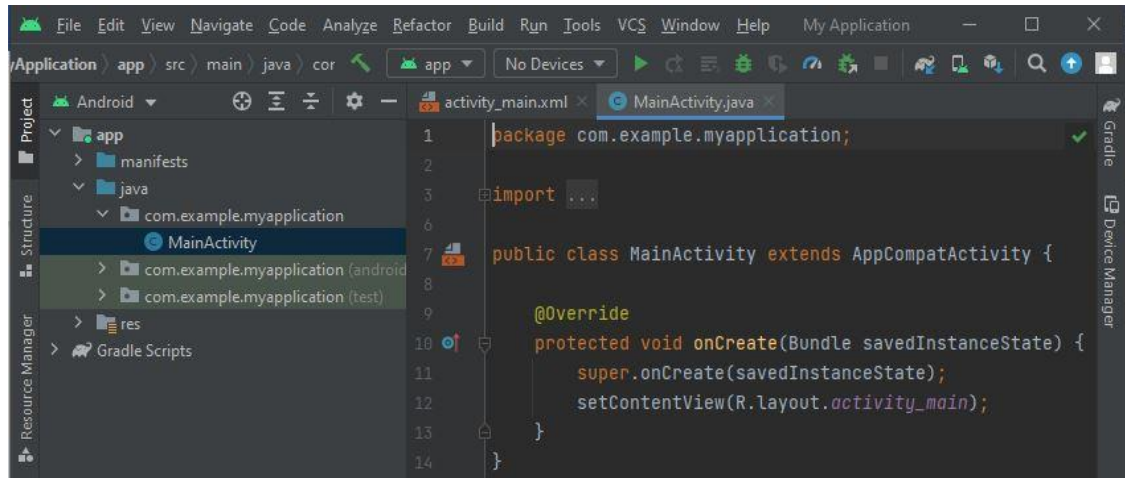 File Edit View Navigate Code Analyze Refactor Build Run Tools VCS Window Help My Application
yApplication app src main java cor app No Devices
Project
Structure
Resource Manager
Android
app
manifests
java
com.example.myapplication
MainActivity
com.example.myapplication (android
com.example.myapplication (test)
res
Gradle Scripts
activity_main.xml MainActivity.java
1 package com.example.myapplication;
2
3 import ...
6
7 public class MainActivity extends AppCompatActivity {
8
9 @Override
10 protected void onCreate(Bundle savedInstanceState) {
11 super.onCreate(savedInstanceState);
12 setContentView(R.layout.activity_main);
13 }
14 }
Gradle
Device Manager